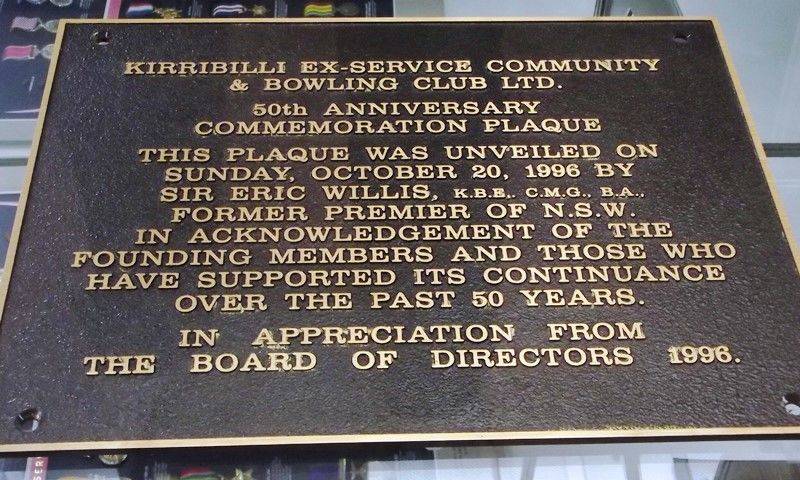 KIRRIBILLI EX-SERVICE COMMUNITY
& BOWLING CLUB LTD.
50th ANNIVERSARY
COMMEMORATION PLAQUE
THIS PLAQUE WAS UNVEILED ON
SUNDAY, OCTOBER 20, 1996 BY
SIR ERIC WILLIS, K.B.E,. C.M.G., B.A.,
FORMER PREMIER OF N.S.W.
IN ACKNOWLEDGEMENT OF THE
FOUNDING MEMBERS AND THOSE WHO
HAVE SUPPORTED ITS CONTINUANCE
OVER THE PAST 50 YEARS.
IN APPRECIATION FROM
THE BOARD OF DIRECTORS 1996.